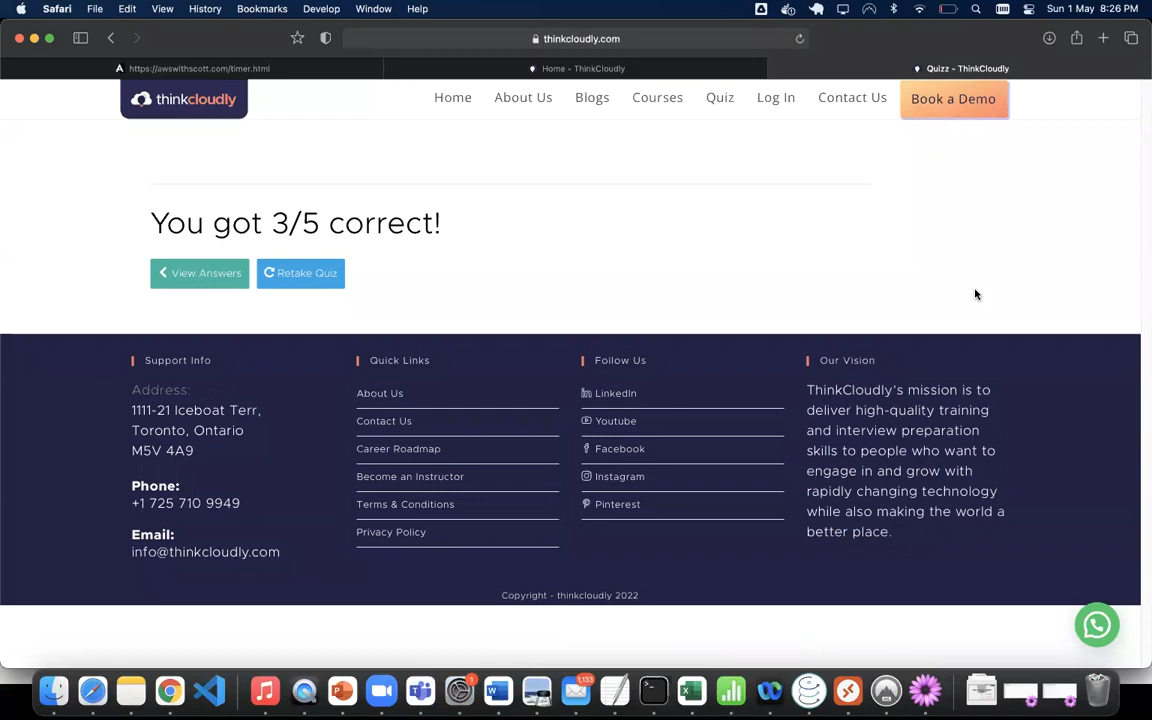 Safari File Edit View History Bookmarks Develop Window Help Sun 1 May 8:26 PM
thinkcloudly.com
https://awswithscott.com/timer.html Home - ThinkCloudly Quizz - ThinkCloudly
thinkcloudly Home About Us Blogs Courses Quiz Log In Contact Us Book a Demo
You got 3/5 correct!
View Answers Retake Quiz
Support Info
Address:
1111-21 Iceboat Terr,
Toronto, Ontario
M5V 4A9
Phone:
+1 725 710 9949
Email:
info@thinkcloudly.com
Quick Links
About Us
Contact Us
Career Roadmap
Become an Instructor
Terms & Conditions
Privacy Policy
Follow Us
LinkedIn
Youtube
Facebook
Instagram
Pinterest
Our Vision
ThinkCloudly's mission is to
deliver high-quality training
and interview preparation
skills to people who want to
engage in and grow with
rapidly changing technology
while also making the world a
better place.
Copyright - thinkcloudly 2022
1
1,133